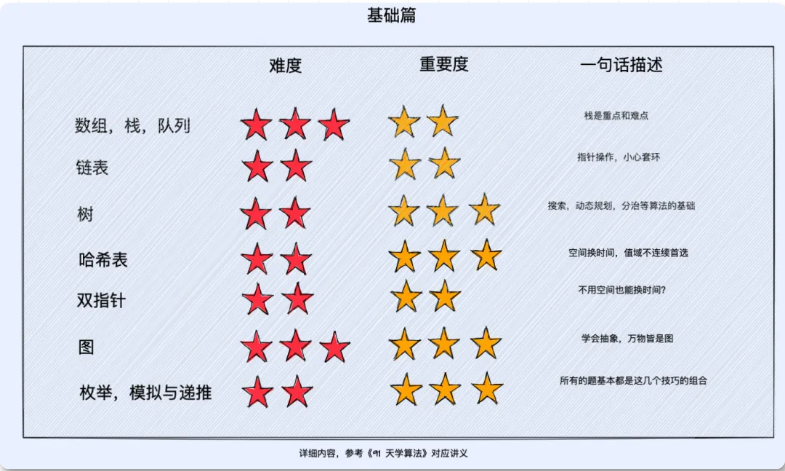 基础篇
难度 重要度 一句话描述
数组，栈，队列 栈是重点和难点
链表 指针操作，小心套环
树 搜索，动态规划，分治等算法的基础
哈希表 空间换时间，值域不连续首选
双指针 不用空间也能换时间？
图 学会抽象，万物皆是图
枚举，模拟与递推 所有的题基本都是这几个技巧的组合
详细内容，参考《91 天学算法》对应讲义